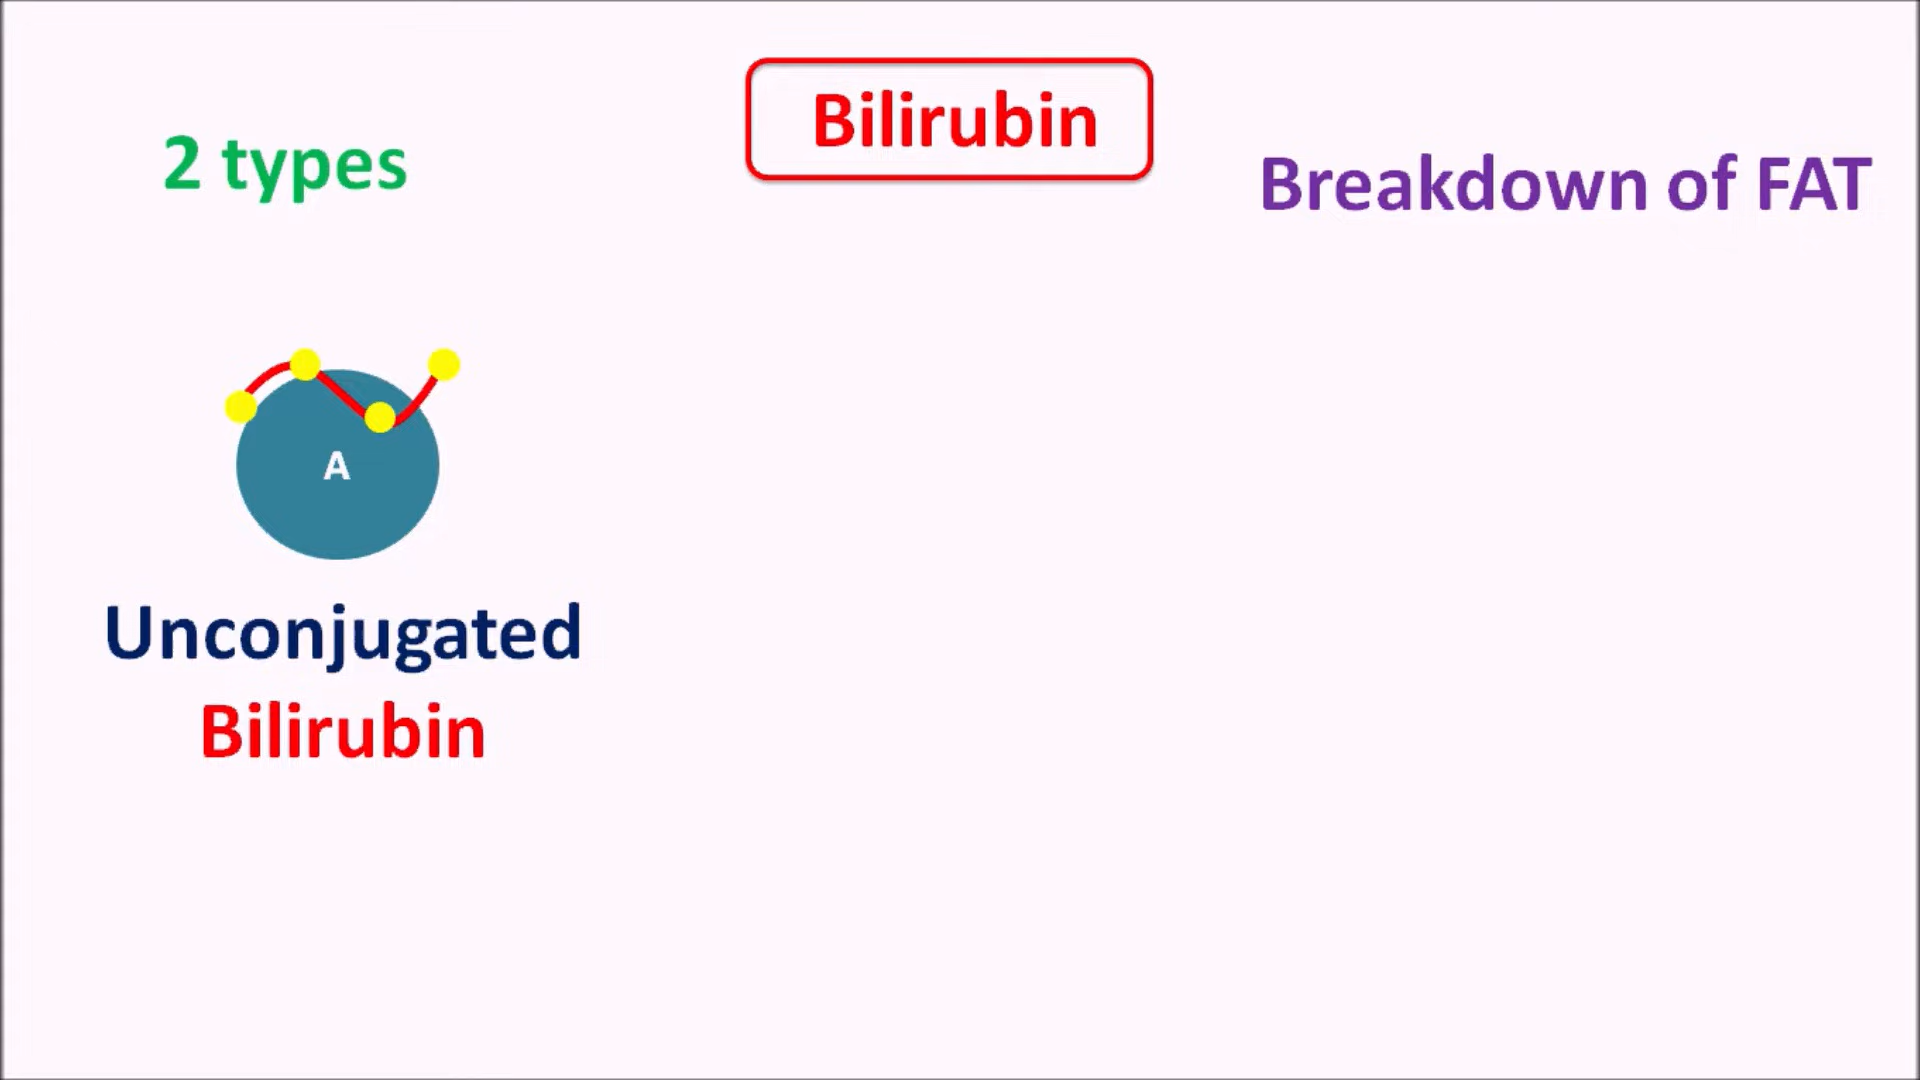 Bilirubin
2 types
Breakdown of FAT
A
Unconjugated
Bilirubin